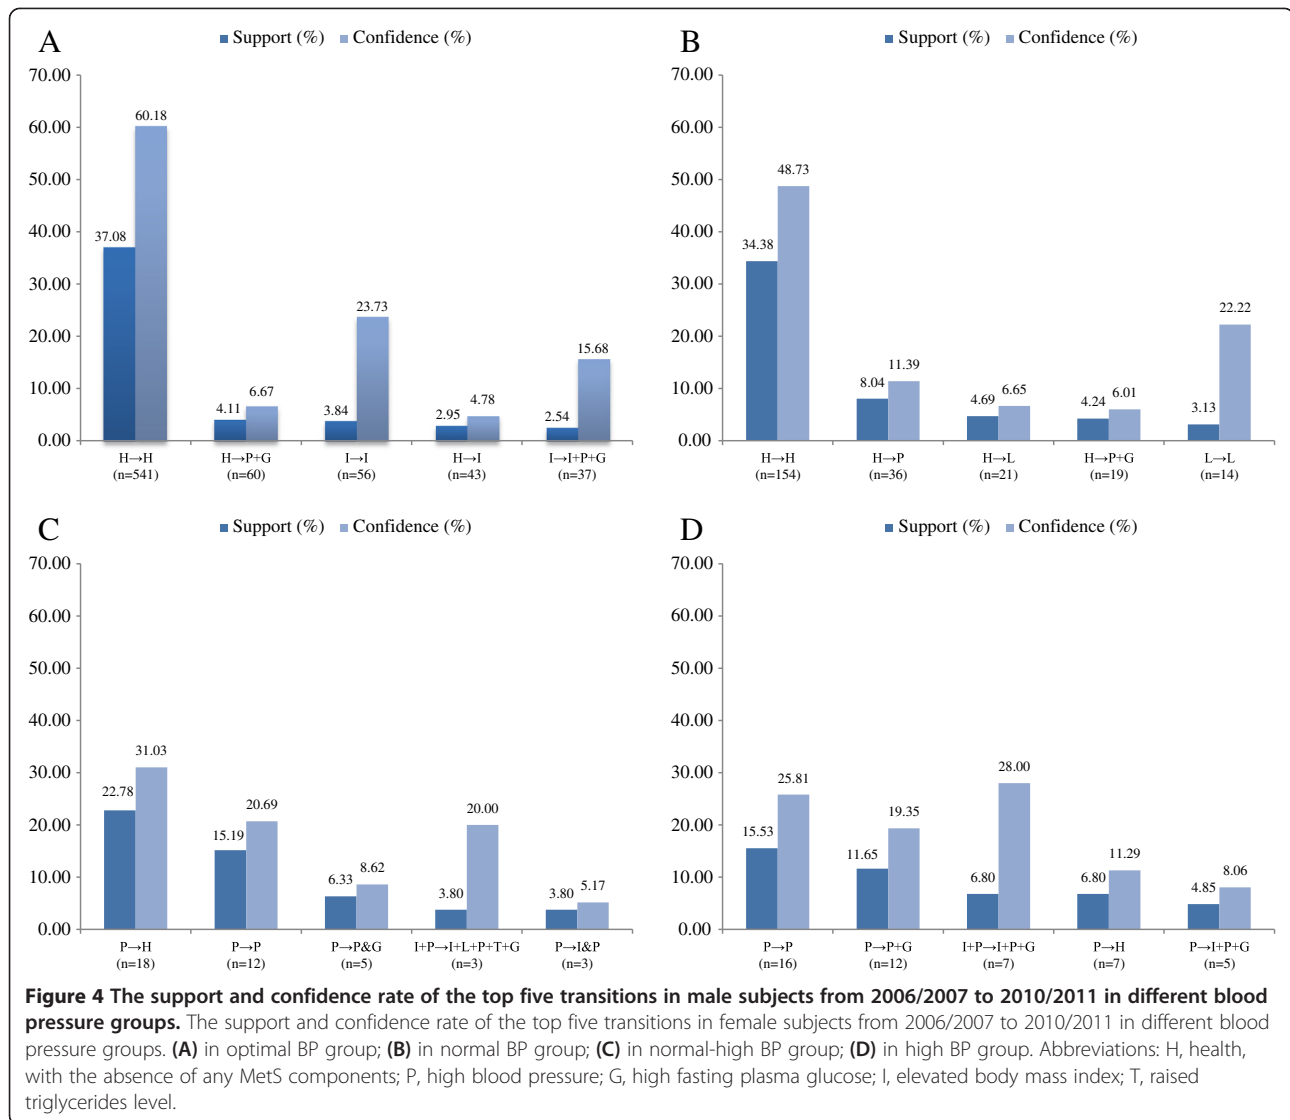 A
Support (%) Confidence (%)
70.00
60.00
50.00
40.00
30.00
20.00
10.00
0.00
37.08 60.18
4.11 6.67
3.84 23.73
2.95 4.78
2.54 15.68
H→H H→P+G I→I H→I I→I+P+G
(n=541) (n=60) (n=56) (n=43) (n=37)
B
Support (%) Confidence (%)
70.00
60.00
50.00
40.00
30.00
20.00
10.00
0.00
34.38 48.73
8.04 11.39
4.69 6.65
4.24 6.01
3.13 22.22
H→H H→P H→L H→P+G L→L
(n=154) (n=36) (n=21) (n=19) (n=14)
C
Support (%) Confidence (%)
70.00
60.00
50.00
40.00
30.00
20.00
10.00
0.00
22.78 31.03
15.19 20.69
6.33 8.62
3.80 20.00
3.80 5.17
P→H P→P P→P&G I+P→I+L+P+T+G P→I&P
(n=18) (n=12) (n=5) (n=3) (n=3)
D
Support (%) Confidence (%)
70.00
60.00
50.00
40.00
30.00
20.00
10.00
0.00
15.53 25.81
11.65 19.35
6.80 28.00
6.80 11.29
4.85 8.06
P→P P→P+G I+P→I+P+G P→H P→I+P+G
(n=16) (n=12) (n=7) (n=7) (n=5)
Figure 4 The support and confidence rate of the top five transitions in male subjects from 2006/2007 to 2010/2011 in different blood
pressure groups. The support and confidence rate of the top five transitions in female subjects from 2006/2007 to 2010/2011 in different blood
pressure groups. (A) in optimal BP group; (B) in normal BP group; (C) in normal-high BP group; (D) in high BP group. Abbreviations: H, health,
with the absence of any MetS components; P, high blood pressure; G, high fasting plasma glucose; I, elevated body mass index; T, raised
triglycerides level.